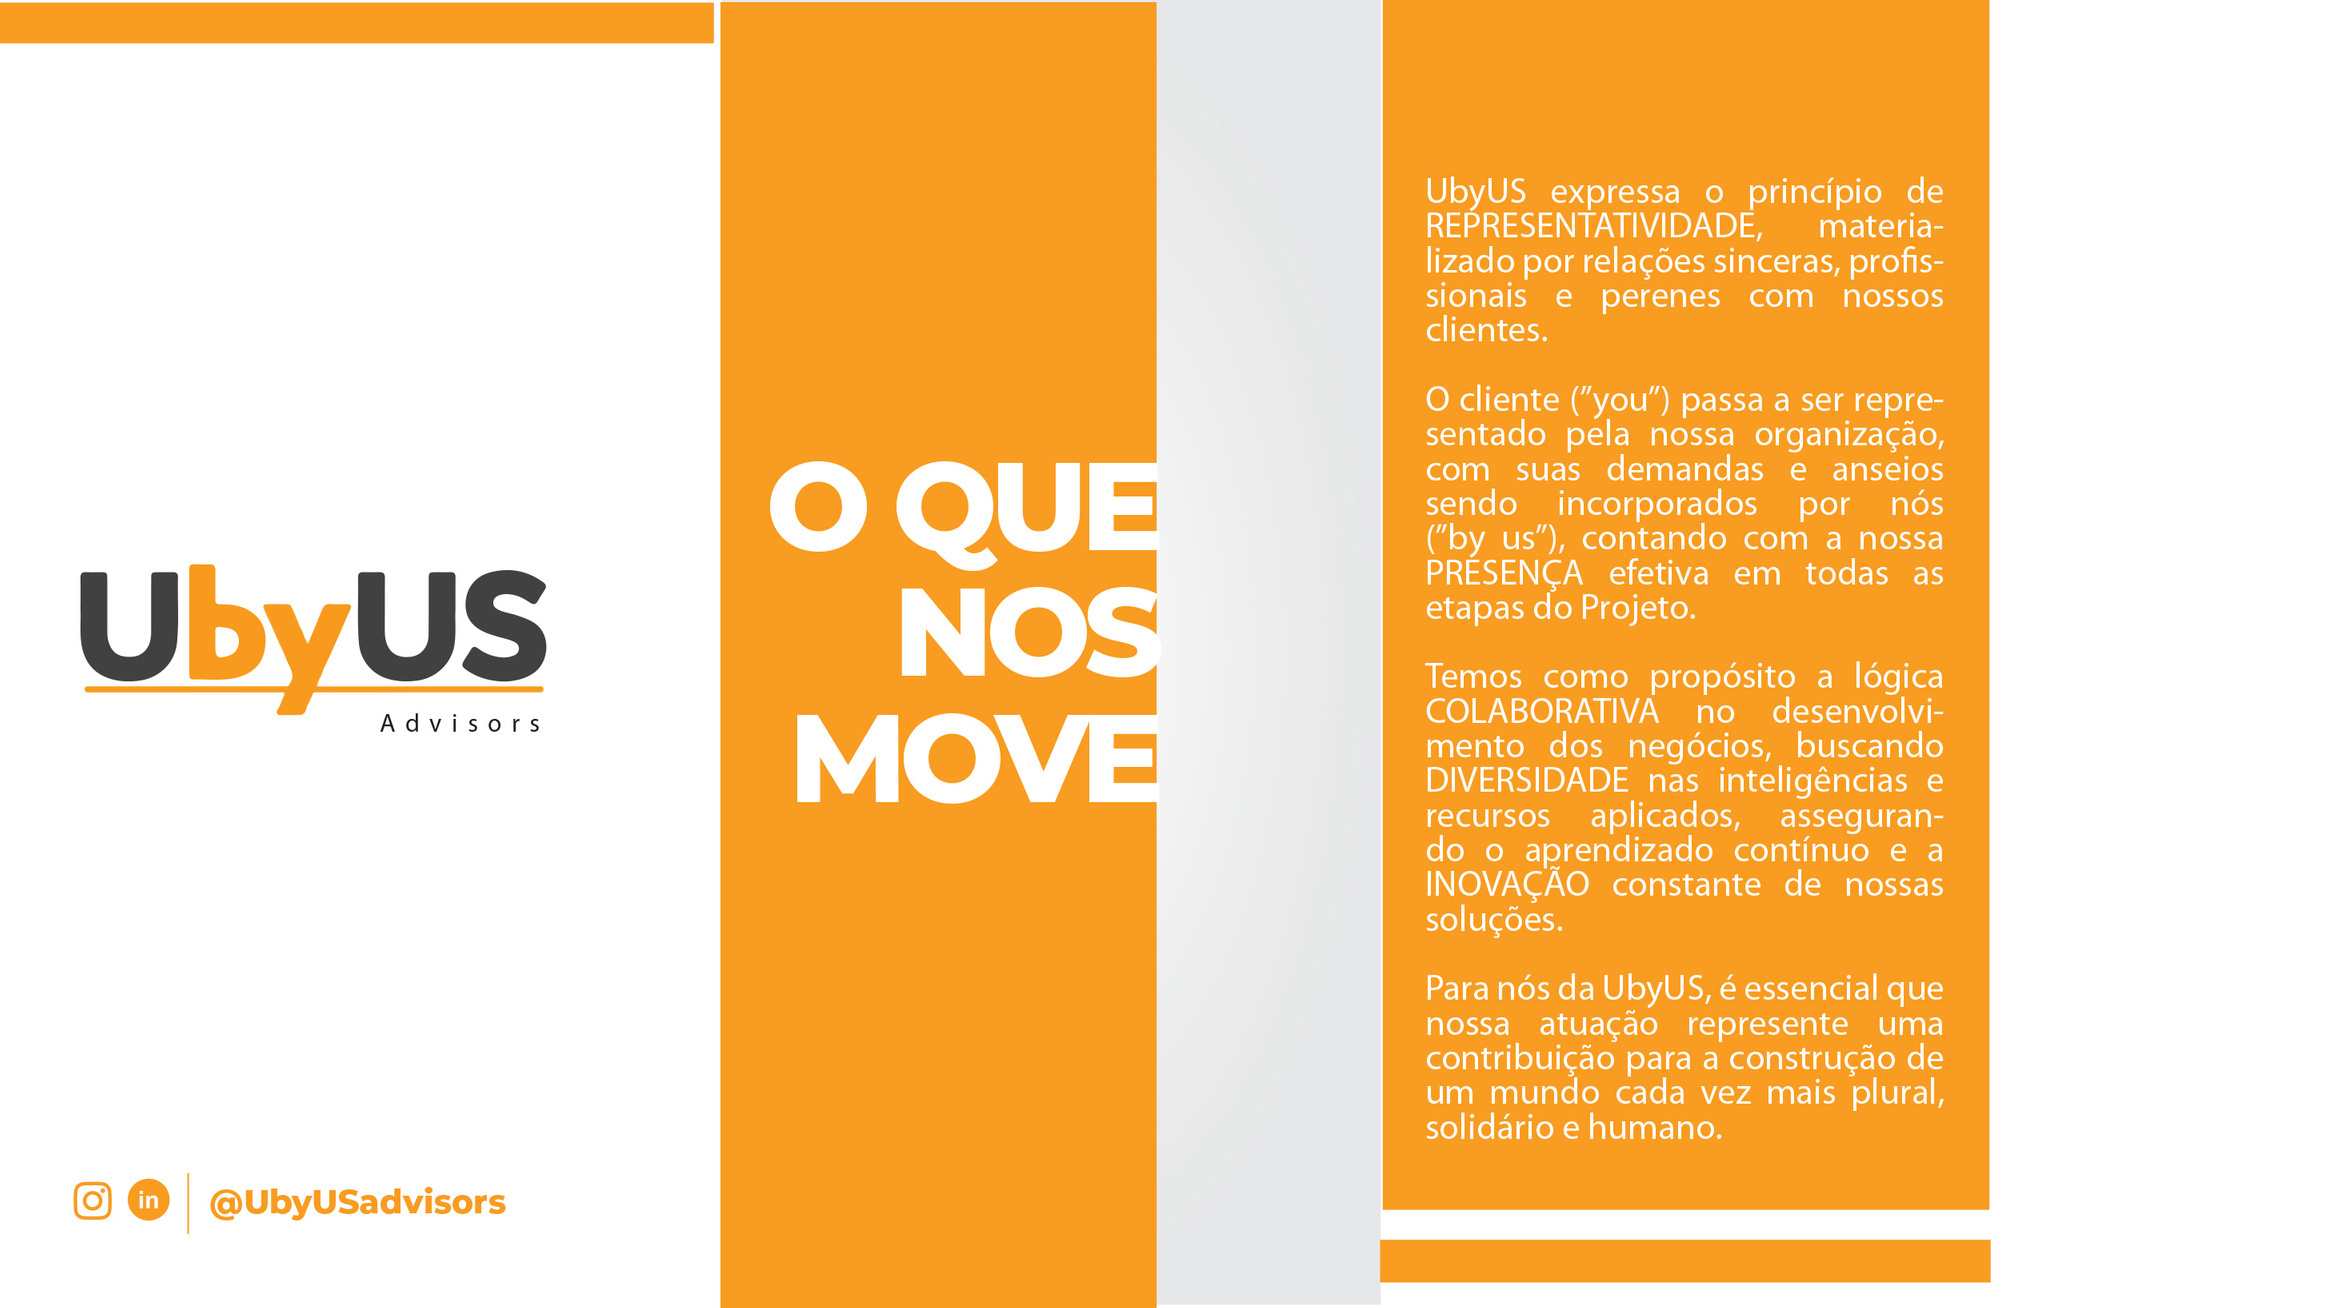 UbyUS
Advisors
in
@UbyUSadvisors
O QUE
NOS
MOVE
UbyUS expressa o princípio de
REPRESENTATIVIDADE, materia-
lizado por relações sinceras, profis-
sionais e perenes com nossos
clientes.
O cliente (”you”) passa a ser repre-
sentado pela nossa organização,
com suas demandas e anseios
sendo incorporados por nós
(”by us”), contando com a nossa
PRESENÇA efetiva em todas as
etapas do Projeto.
Temos como propósito a lógica
COLABORATIVA no desenvolvi-
mento dos negócios, buscando
DIVERSIDADE nas inteligências e
recursos aplicados, asseguran-
do o aprendizado contínuo e a
INOVAÇÃO constante de nossas
soluções.
Para nós da UbyUS, é essencial que
nossa atuação represente uma
contribuição para a construção de
um mundo cada vez mais plural,
solidário e humano.